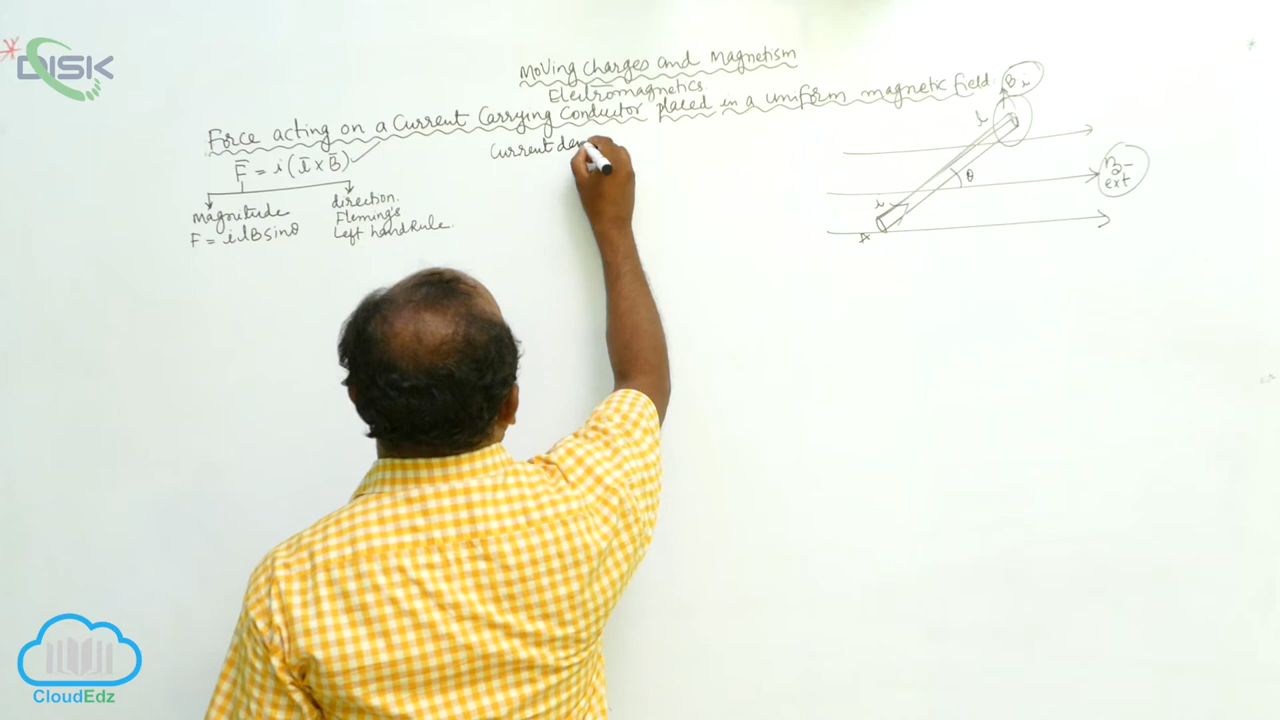 DISK
Moving Charges and Magnetism
Electromagnetics.
Force acting on a Current Carrying Conductor placed in a uniform magnetic field.
F̅ = i ( l̅ × B̅ )
Current den
magnitude
F = i l B sinθ
direction.
Fleming's
Left hand Rule.
B i
l
θ
B-
ext
i
A
CloudEdz